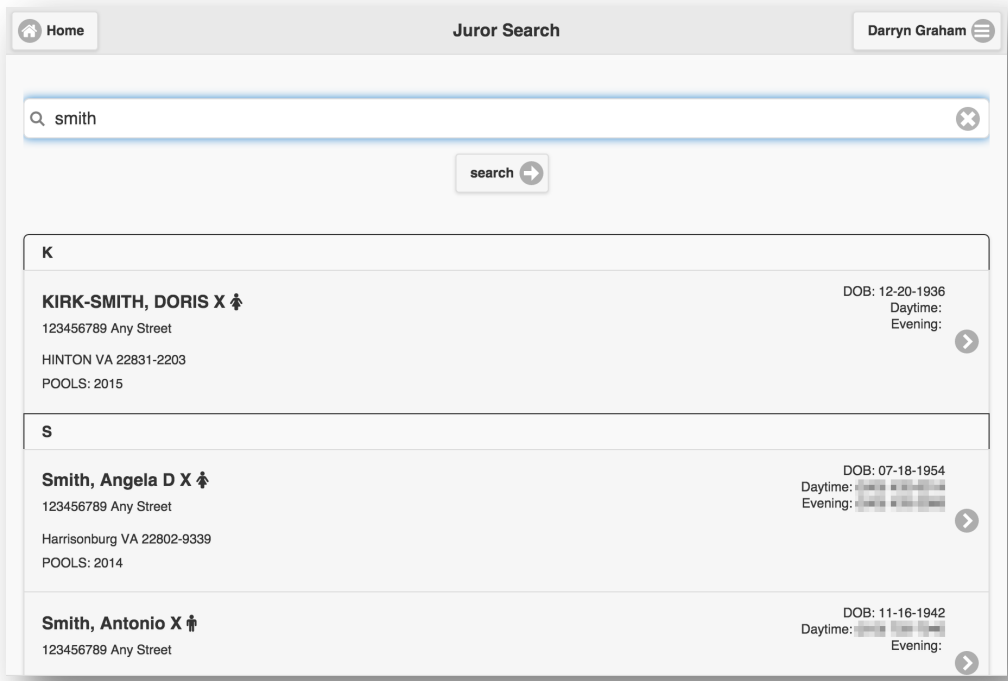 Home
Juror Search
Darryn Graham
smith
search
K
KIRK-SMITH, DORIS X
DOB: 12-20-1936
123456789 Any Street
Daytime:
Evening:
HINTON VA 22831-2203
POOLS: 2015
S
Smith, Angela D X
DOB: 07-18-1954
Daytime:
123456789 Any Street
Evening:
Harrisonburg VA 22802-9339
POOLS: 2014
Smith, Antonio X
DOB: 11-16-1942
Daytime:
123456789 Any Street
Evening: